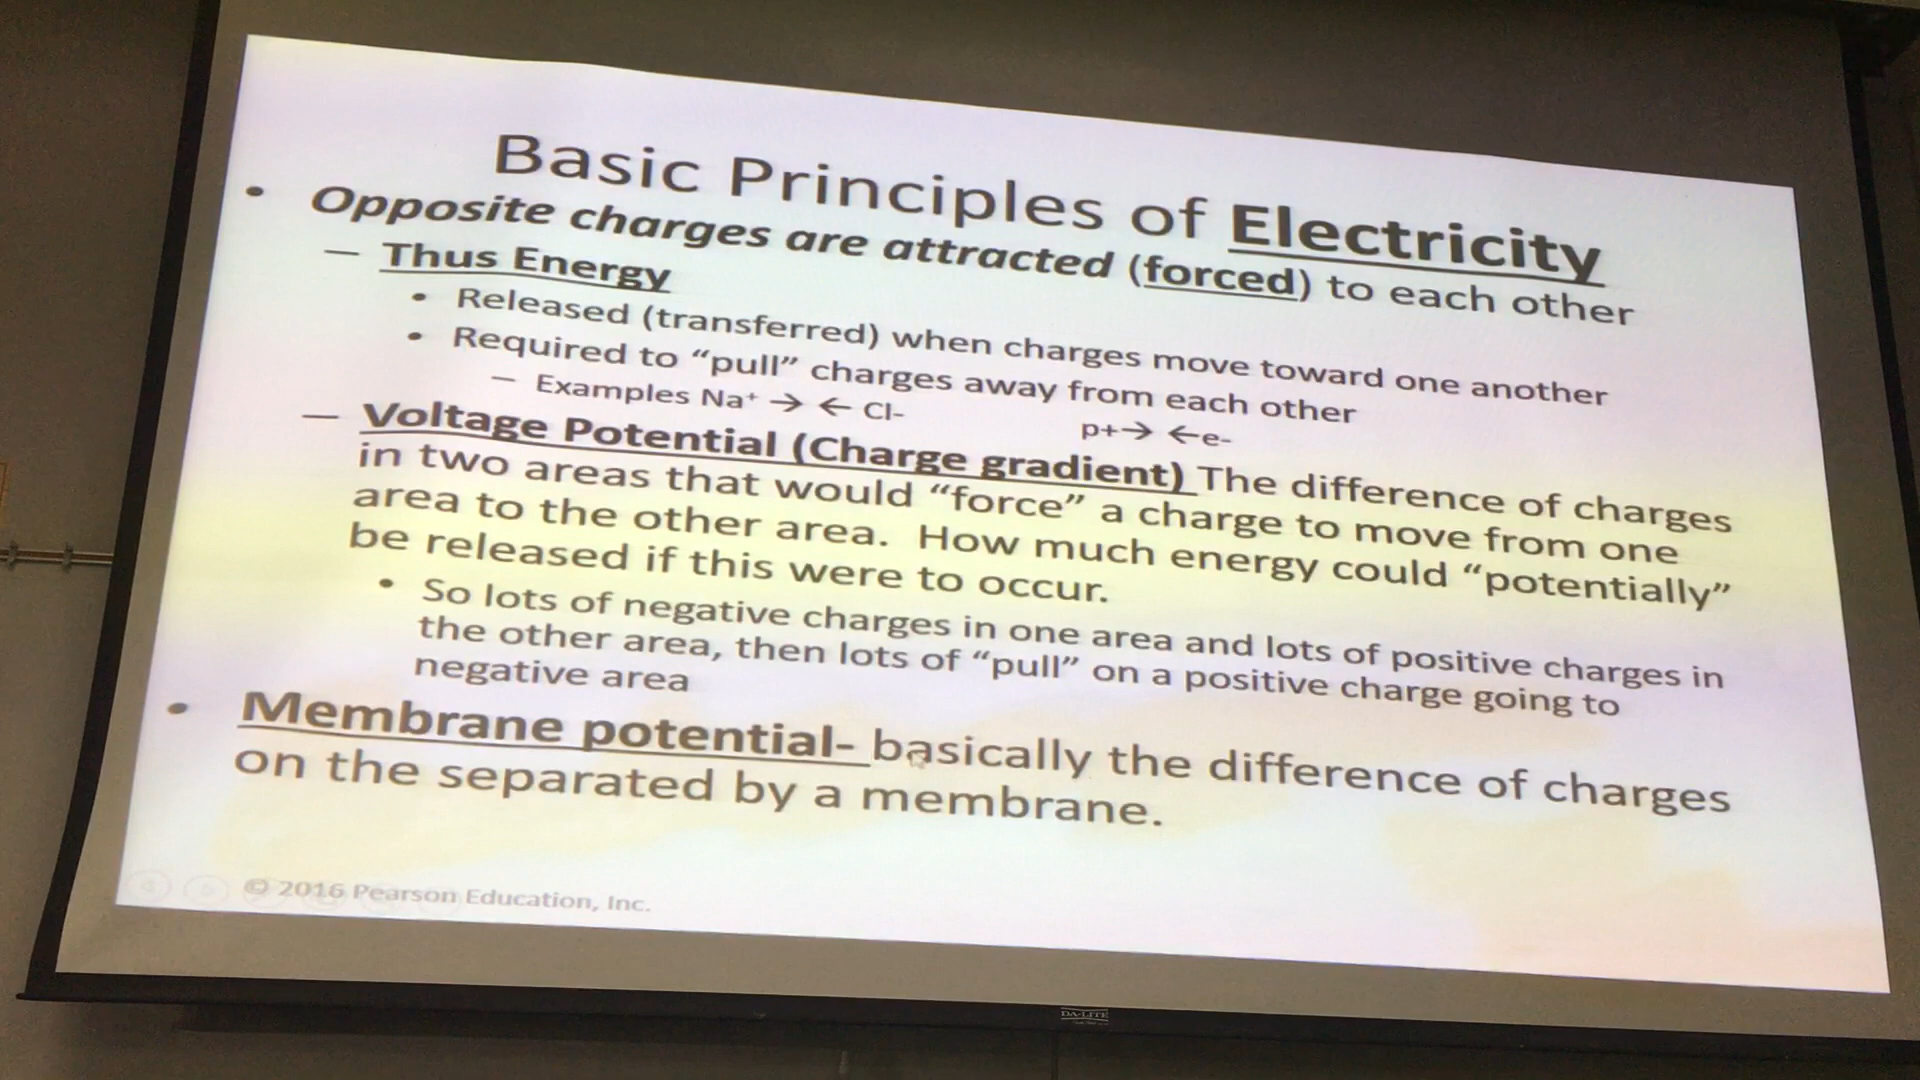 Basic Principles of Electricity
• Opposite charges are attracted (forced) to each other
– Thus Energy
• Released (transferred) when charges move toward one another
• Required to “pull” charges away from each other
– Examples Na⁺ → ← Cl-
p+→ ←e-
– Voltage Potential (Charge gradient) The difference of charges
in two areas that would “force” a charge to move from one
area to the other area. How much energy could “potentially”
be released if this were to occur.
• So lots of negative charges in one area and lots of positive charges in
the other area, then lots of “pull” on a positive charge going to
negative area
• Membrane potential- basically the difference of charges
on the separated by a membrane.
© 2016 Pearson Education, Inc.
DA-LITE